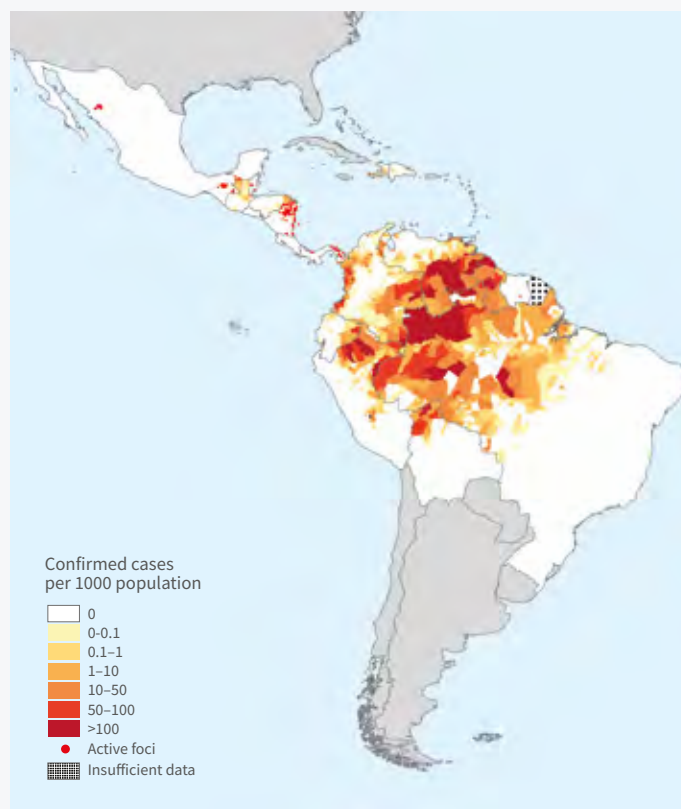 Confirmed cases
per 1000 population
0
0-0.1
0.1–1
1–10
10–50
50–100
>100
Active foci
Insufficient data